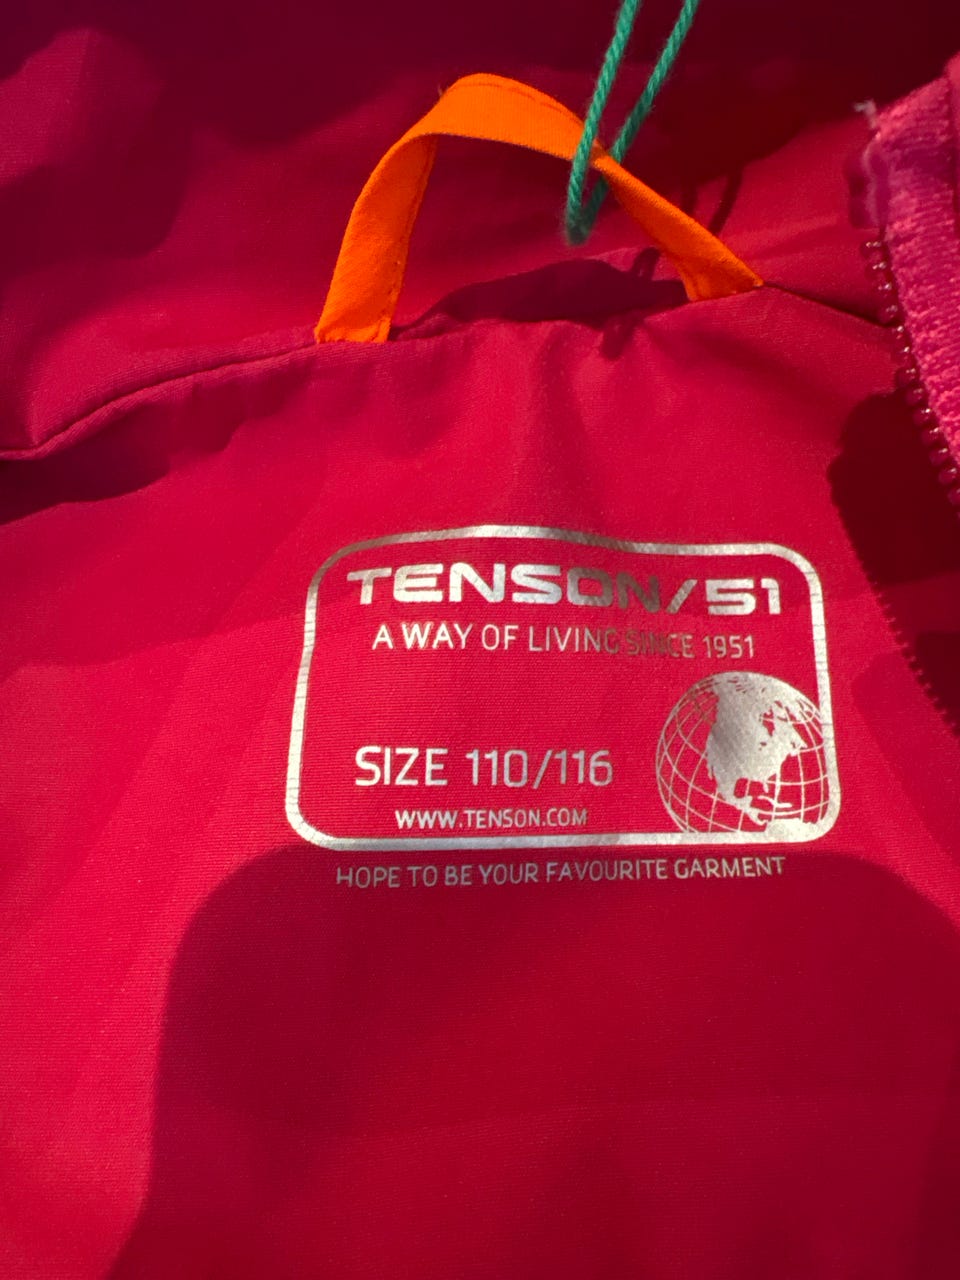 TENSON/51
A WAY OF LIVING SINCE 1951
SIZE 110/116
WWW.TENSON.COM
HOPE TO BE YOUR FAVOURITE GARMENT